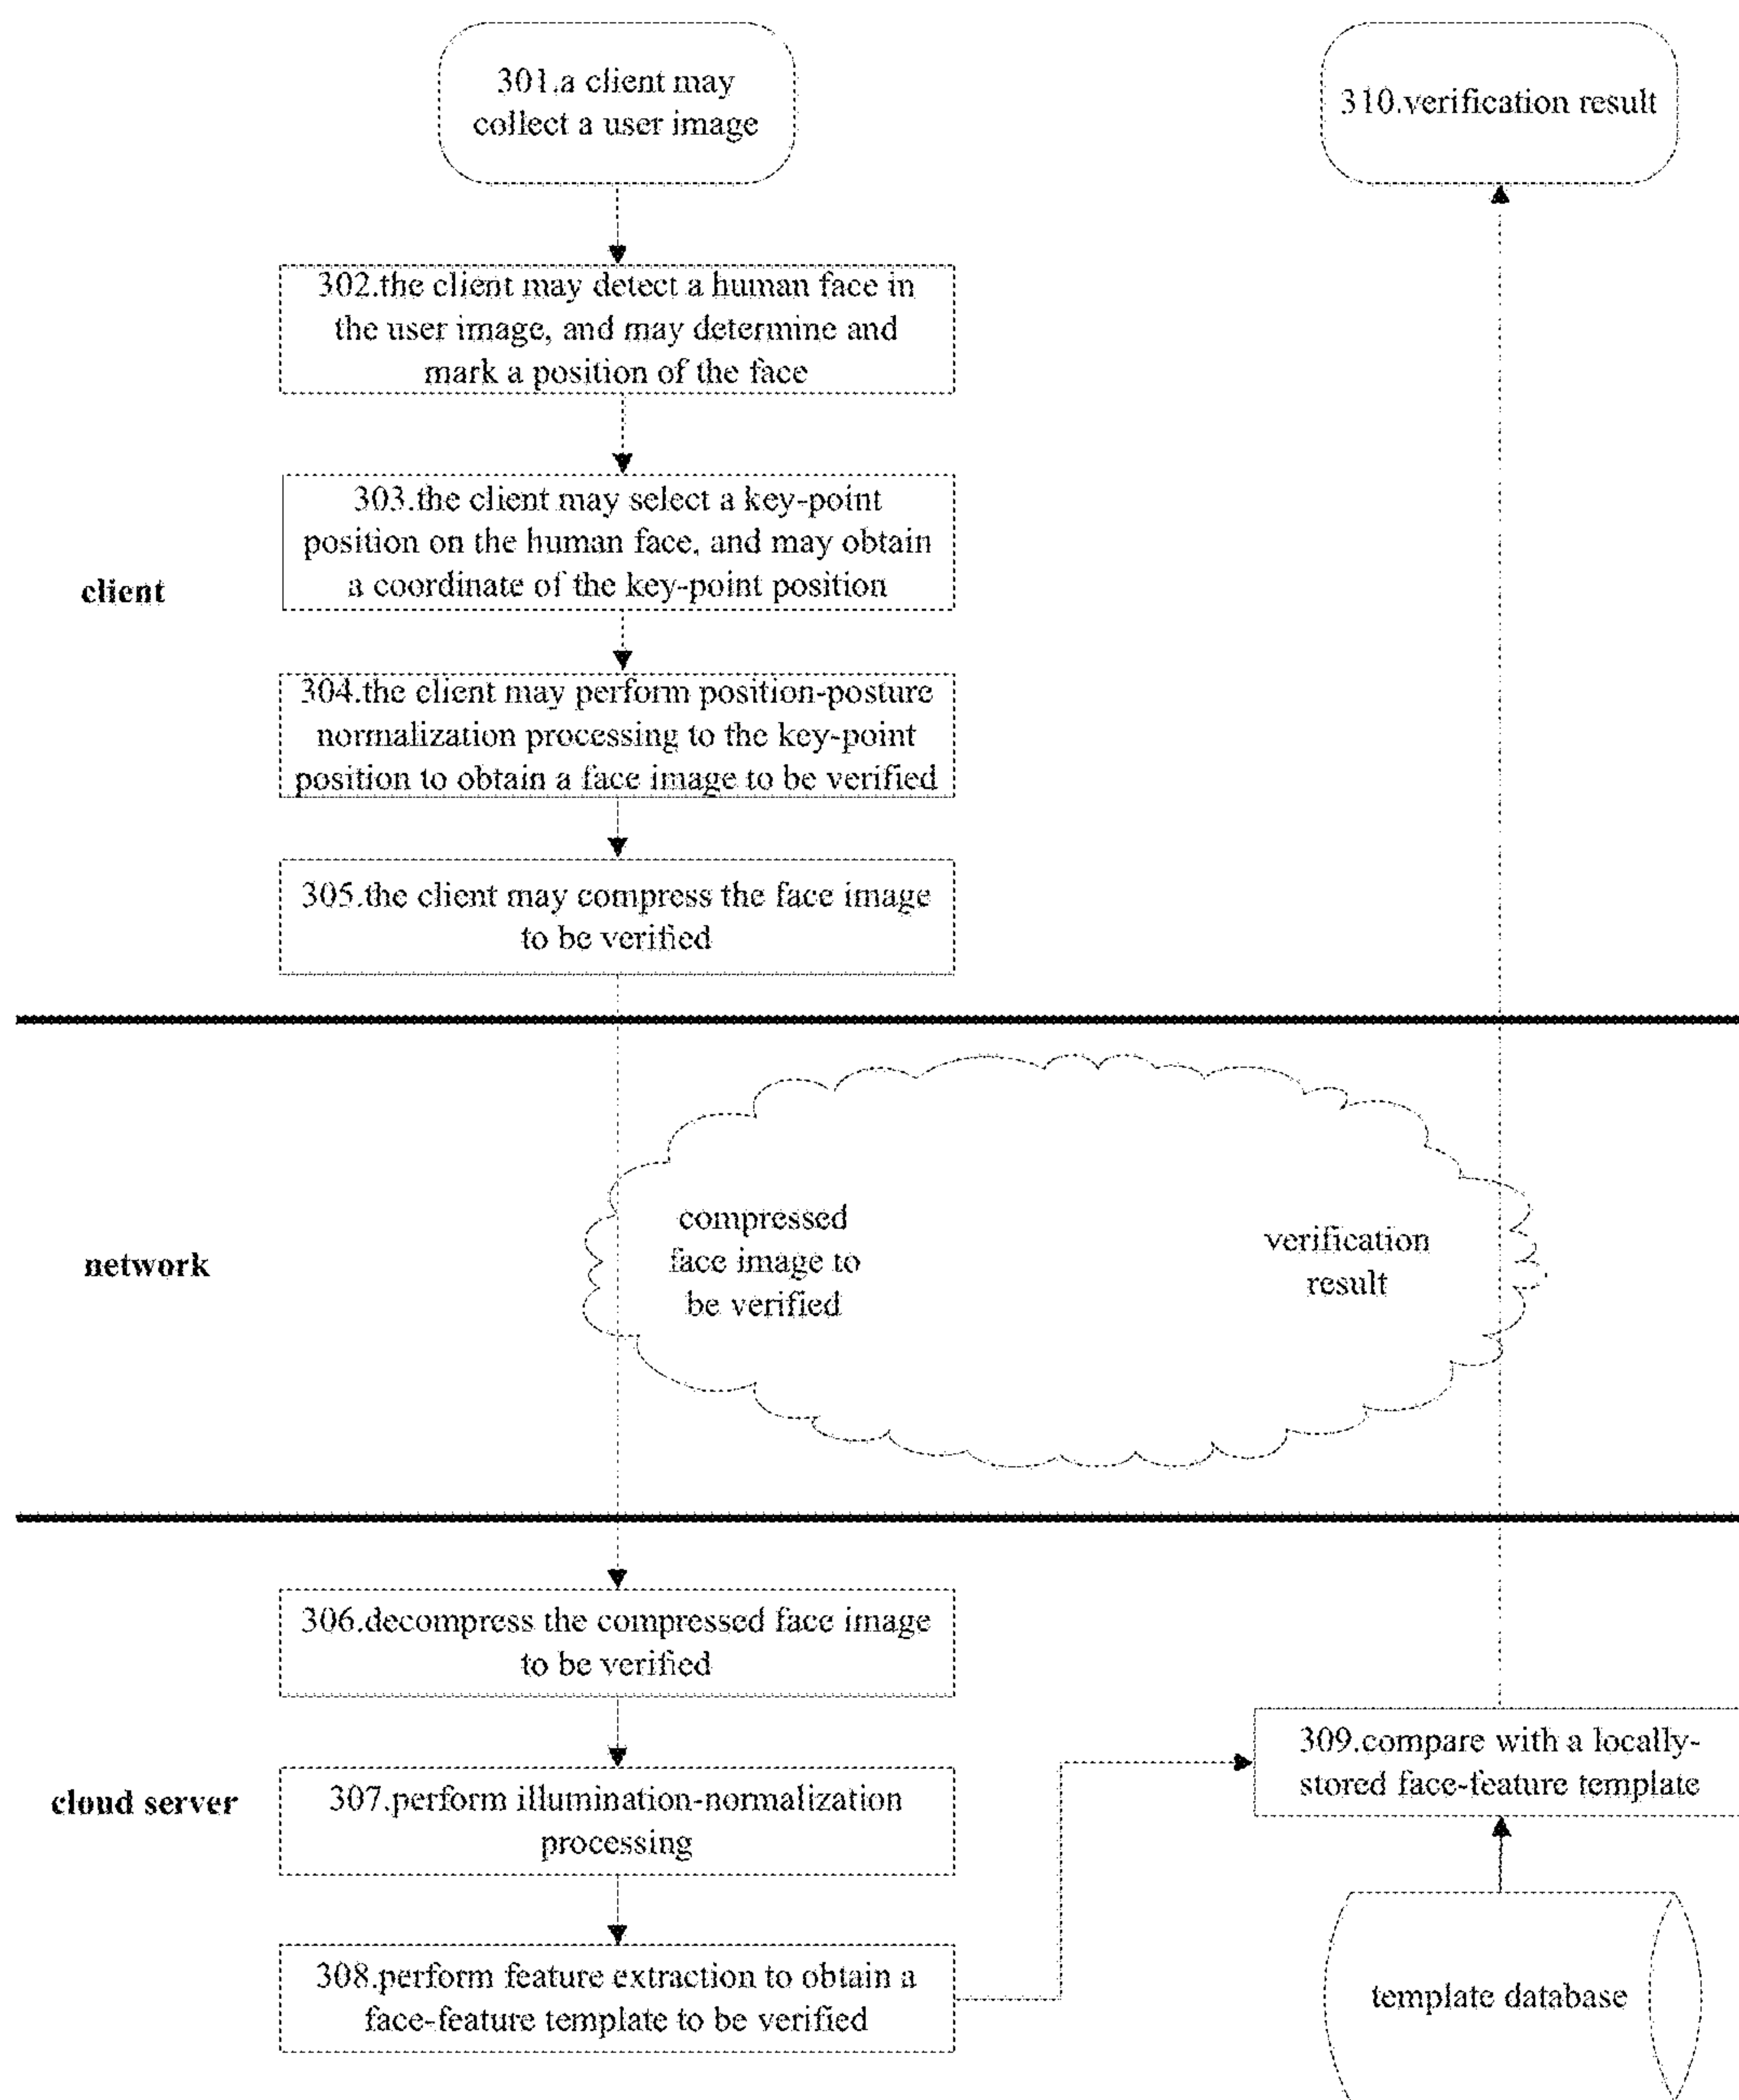 301.a client may
collect a user image
310.verification result
302.the client may detect a human face in
the user image, and may determine and
mark a position of the face
303.the client may select a key-point
position on the human face, and may obtain
a coordinate of the key-point position
client
304.the client may perform position-posture
normalization processing to the key-point
position to obtain a face image to be verified
305.the client may compress the face image
to be verified
compressed
face image to
be verified
verification
result
network
306.decompress the compressed face image
to be verified
309.compare with a locally-
stored face-feature template
cloud server
307.perform illumination-normalization
processing
308.perform feature extraction to obtain a
face-feature template to be verified
template database